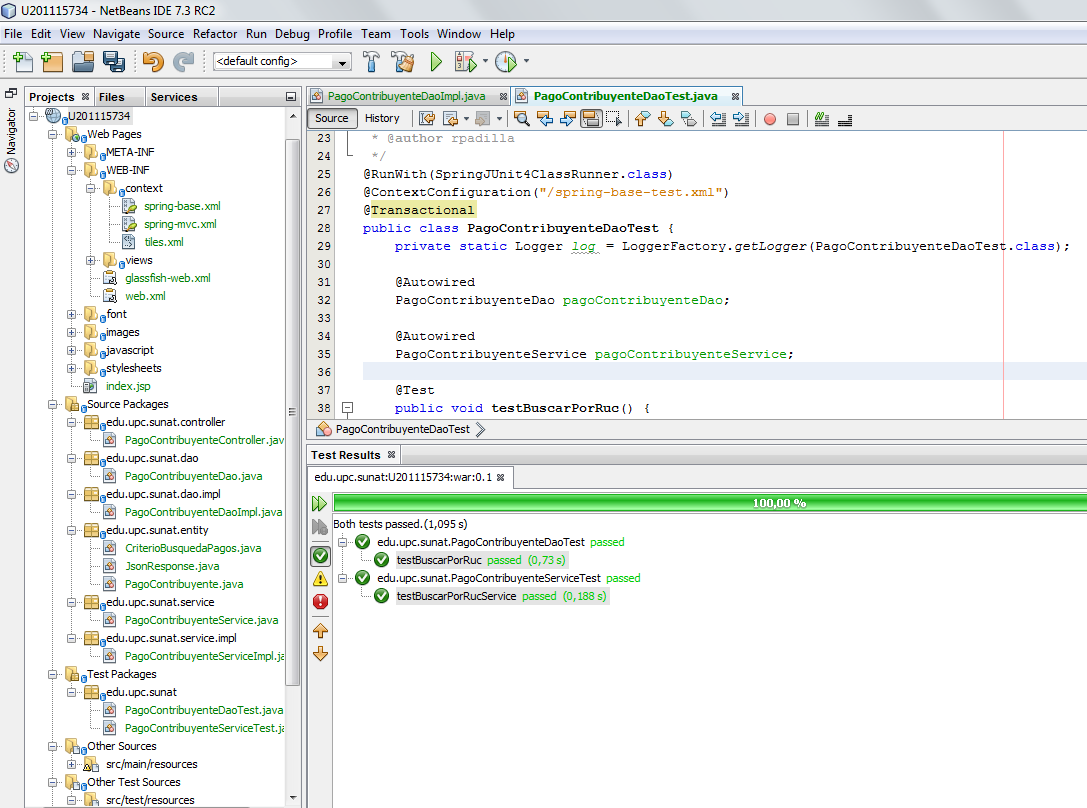 U201115734 - NetBeans IDE 7.3 RC2
File Edit View Navigate Source Refactor Run Debug Profile Team Tools Window Help
<default config>
Navigator
Projects Files Services
U201115734
Web Pages
META-INF
WEB-INF
context
spring-base.xml
spring-mvc.xml
tiles.xml
views
glassfish-web.xml
web.xml
font
images
javascript
stylesheets
index.jsp
Source Packages
edu.upc.sunat.controller
PagoContribuyenteController.jav
edu.upc.sunat.dao
PagoContribuyenteDao.java
edu.upc.sunat.dao.impl
PagoContribuyenteDaoImpl.java
edu.upc.sunat.entity
CriterioBusquedaPagos.java
JsonResponse.java
PagoContribuyente.java
edu.upc.sunat.service
PagoContribuyenteService.java
edu.upc.sunat.service.impl
PagoContribuyenteServiceImpl.ja
Test Packages
edu.upc.sunat
PagoContribuyenteDaoTest.java
PagoContribuyenteServiceTest.ja
Other Sources
src/main/resources
Other Test Sources
src/test/resources
PagoContribuyenteDaoImpl.java PagoContribuyenteDaoTest.java
Source History
23 * @author rpadilla
24 */
25 @RunWith(SpringJUnit4ClassRunner.class)
26 @ContextConfiguration("/spring-base-test.xml")
27 @Transactional
28 public class PagoContribuyenteDaoTest {
29 private static Logger log = LoggerFactory.getLogger(PagoContribuyenteDaoTest.class);
30
31 @Autowired
32 PagoContribuyenteDao pagoContribuyenteDao;
33
34 @Autowired
35 PagoContribuyenteService pagoContribuyenteService;
36
37 @Test
38 public void testBuscarPorRuc() {
PagoContribuyenteDaoTest
Test Results
edu.upc.sunat:U201115734:war:0.1
100,00 %
Both tests passed.(1,095 s)
edu.upc.sunat.PagoContribuyenteDaoTest passed
testBuscarPorRuc passed (0,73 s)
edu.upc.sunat.PagoContribuyenteServiceTest passed
testBuscarPorRucService passed (0,188 s)